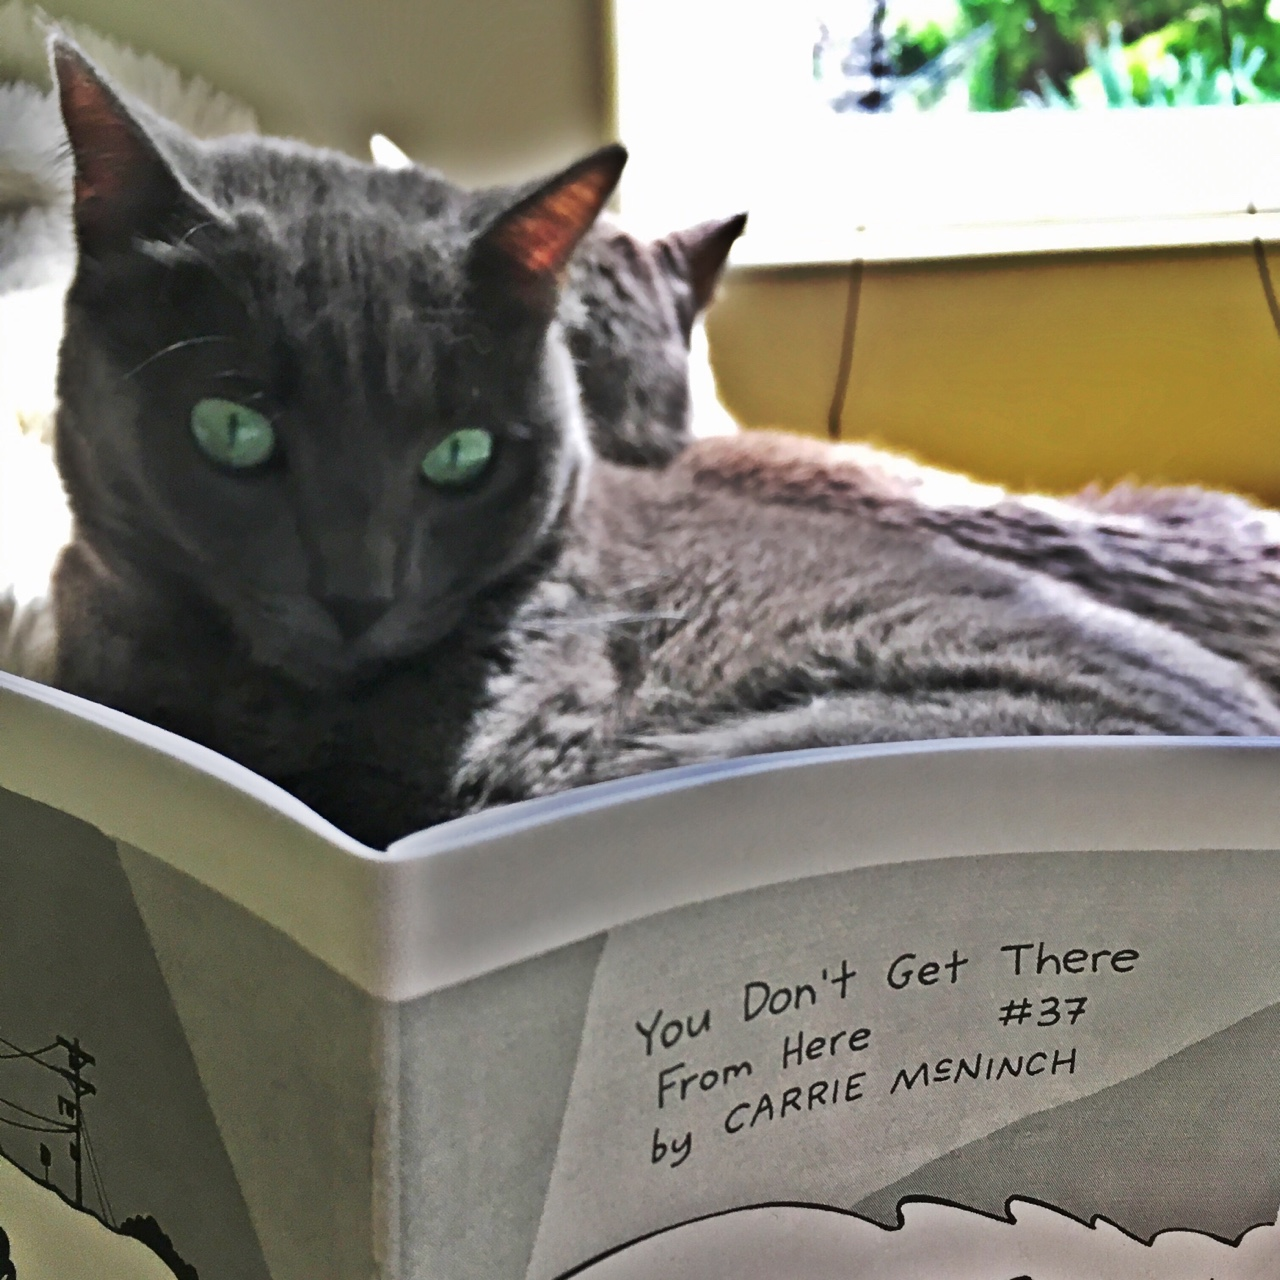 You Don't Get There
From Here #37
by CARRIE McNINCH